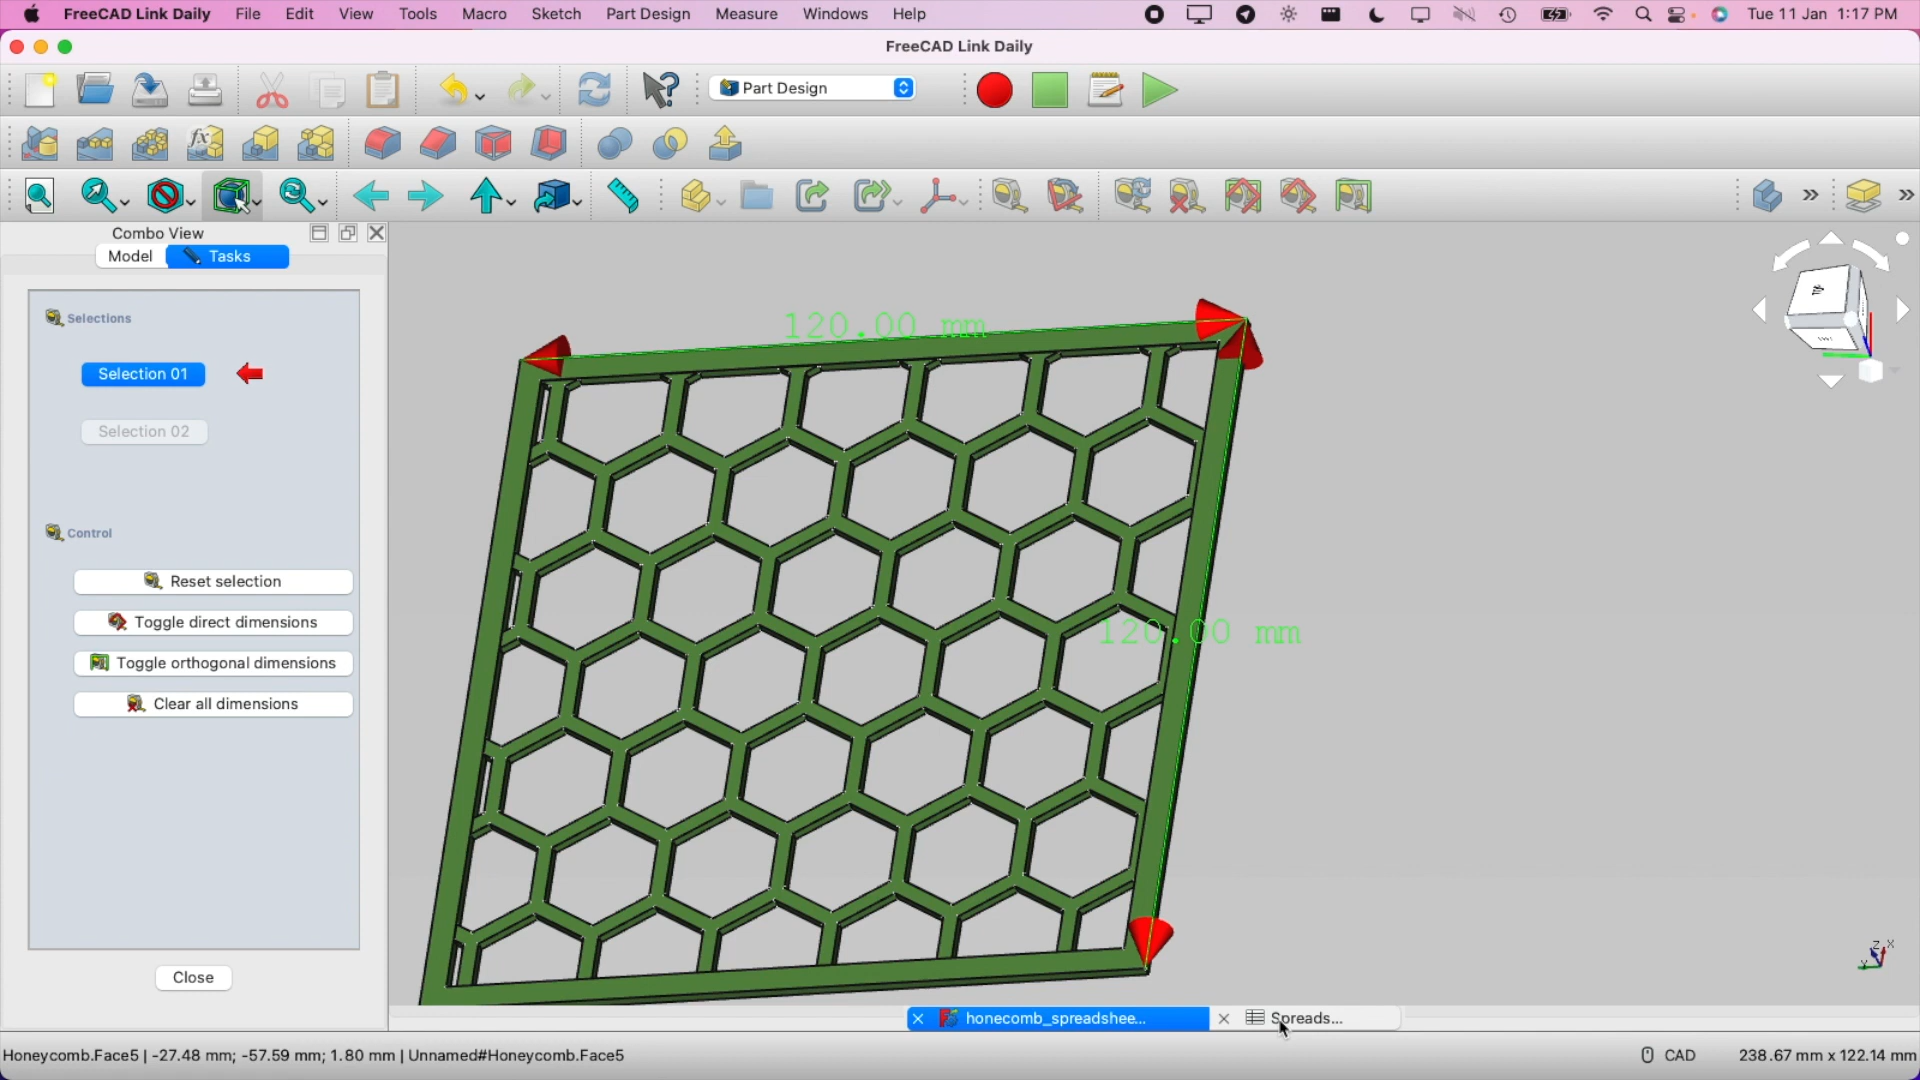 FreeCAD Link Daily File Edit View Tools Macro Sketch Part Design Measure Windows Help Tue 11 Jan 1:17 PM
FreeCAD Link Daily
Part Design
Combo View
Model Tasks
Selections
Selection 01
Selection 02
Control
Reset selection
Toggle direct dimensions
Toggle orthogonal dimensions
Clear all dimensions
Close
120.00 mm
120.00 mm
Z X
Y
honecomb_spreadshee... Spreads...
Honeycomb.Face5 | -27.48 mm; -57.59 mm; 1.80 mm | Unnamed#Honeycomb.Face5 CAD 238.67 mm x 122.14 mm